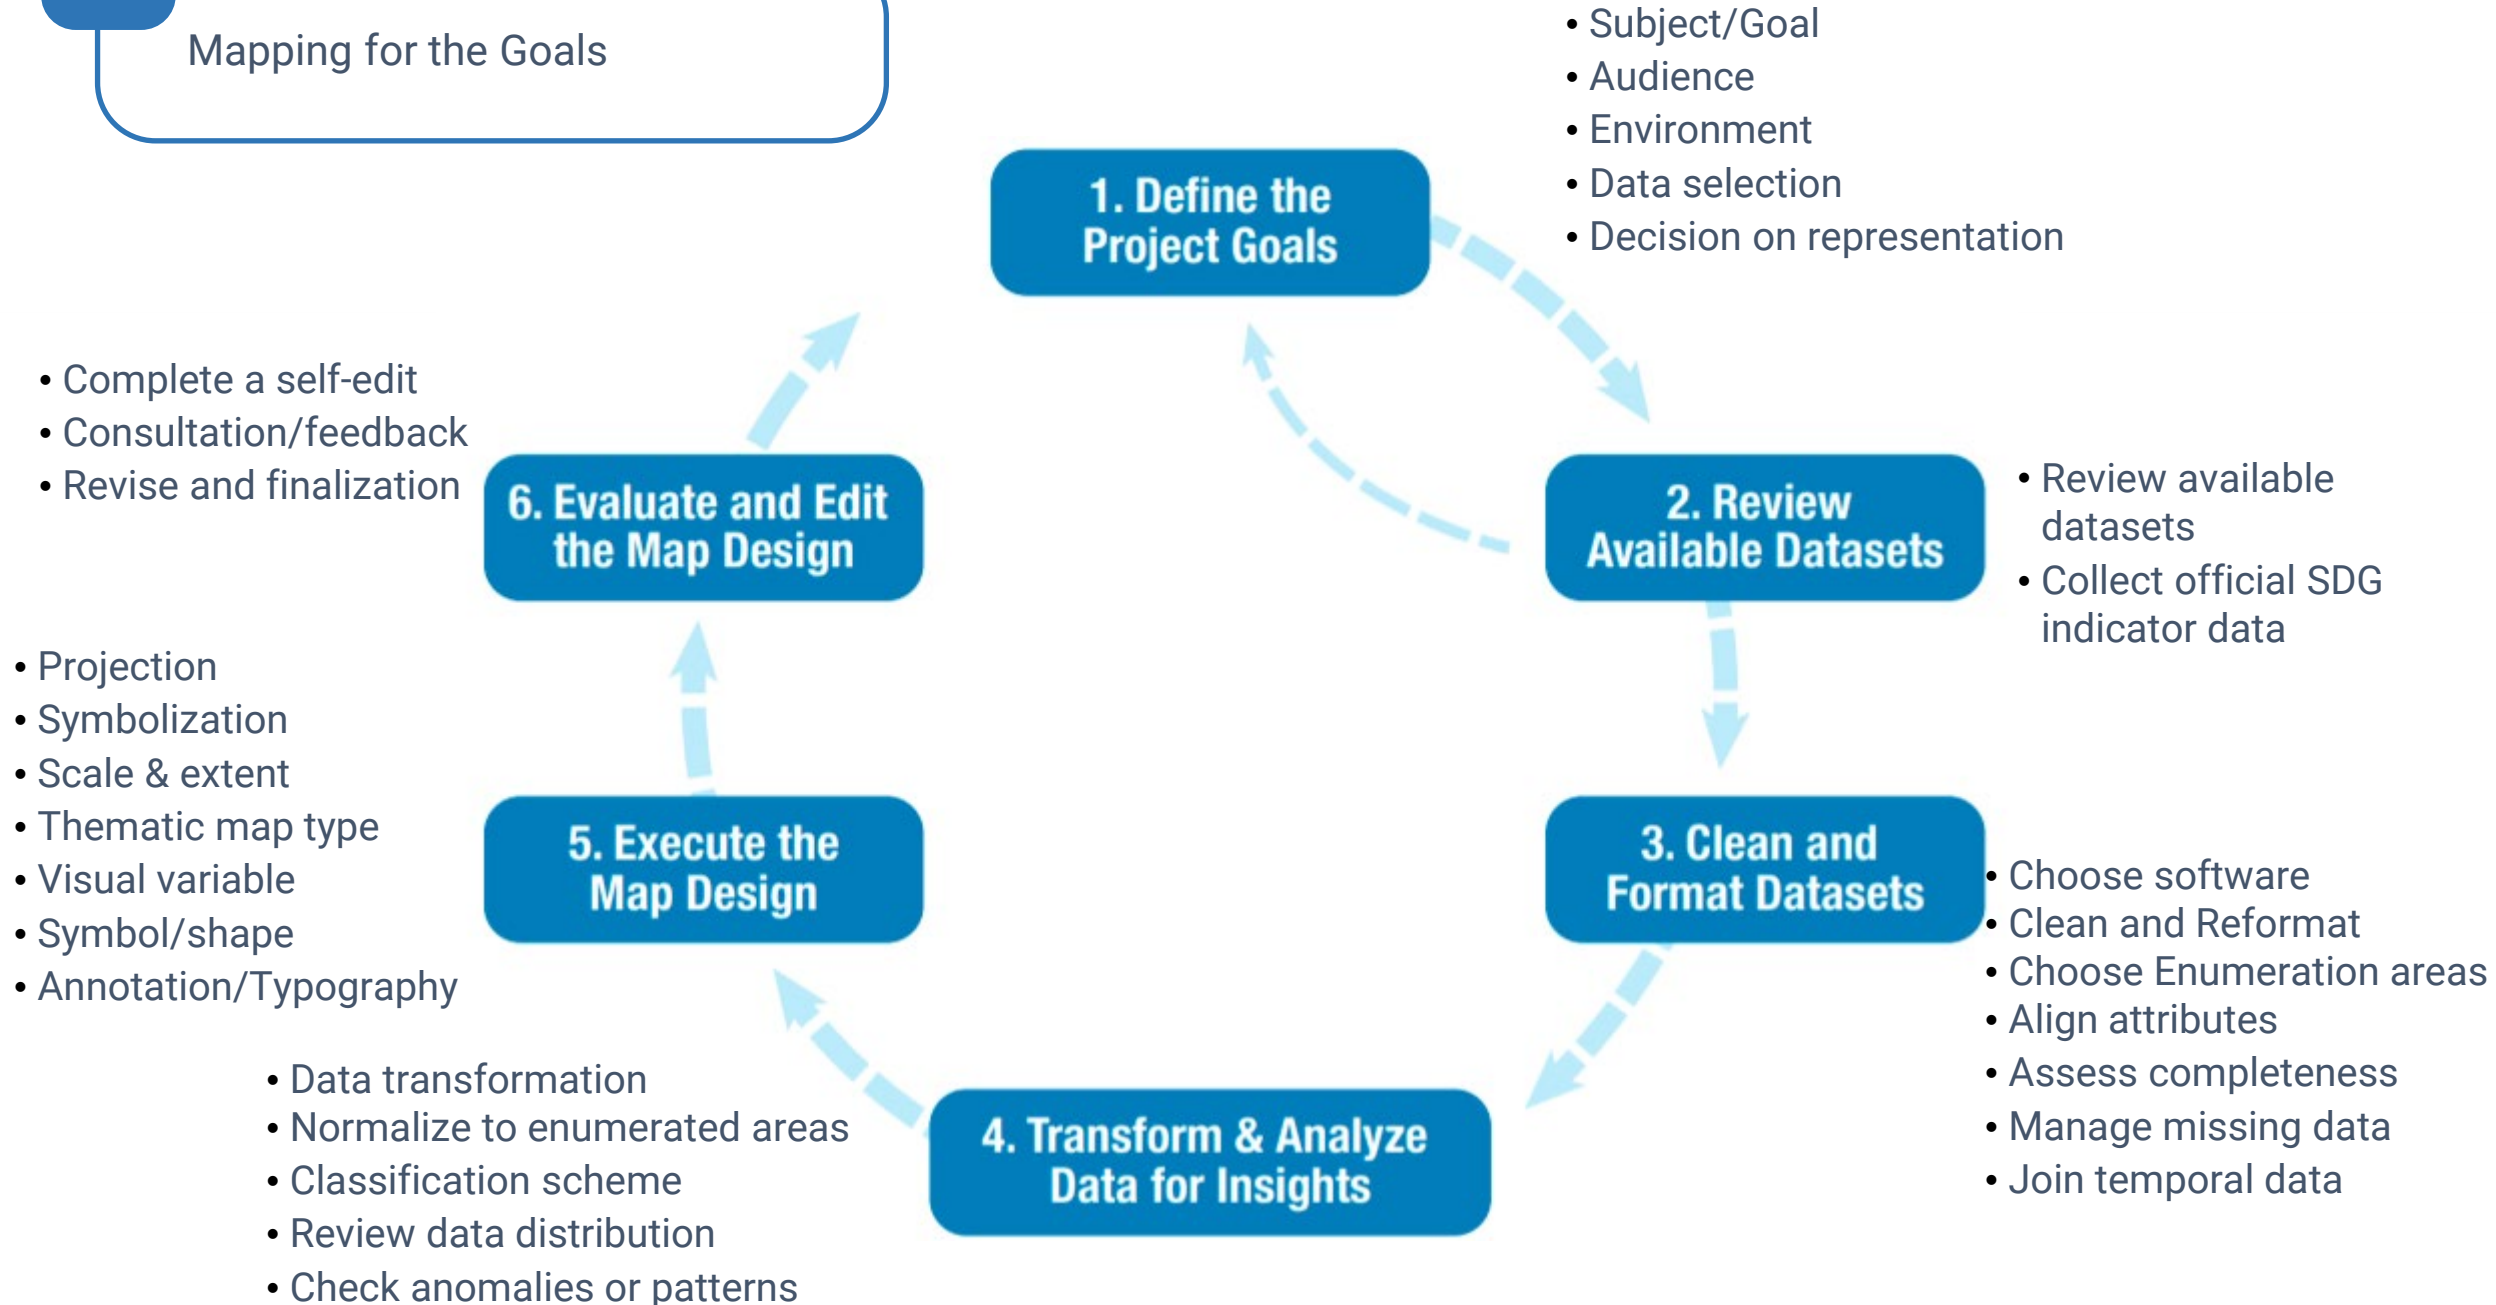 Mapping for the Goals
• Subject/Goal
• Audience
• Environment
• Data selection
• Decision on representation
1. Define the
Project Goals
• Complete a self-edit
• Consultation/feedback
• Revise and finalization
6. Evaluate and Edit
the Map Design
2. Review
Available Datasets
• Review available
datasets
• Collect official SDG
indicator data
• Projection
• Symbolization
• Scale & extent
• Thematic map type
• Visual variable
• Symbol/shape
• Annotation/Typography
5. Execute the
Map Design
3. Clean and
Format Datasets
• Choose software
• Clean and Reformat
• Choose Enumeration areas
• Align attributes
• Assess completeness
• Manage missing data
• Join temporal data
• Data transformation
• Normalize to enumerated areas
• Classification scheme
• Review data distribution
• Check anomalies or patterns
4. Transform & Analyze
Data for Insights